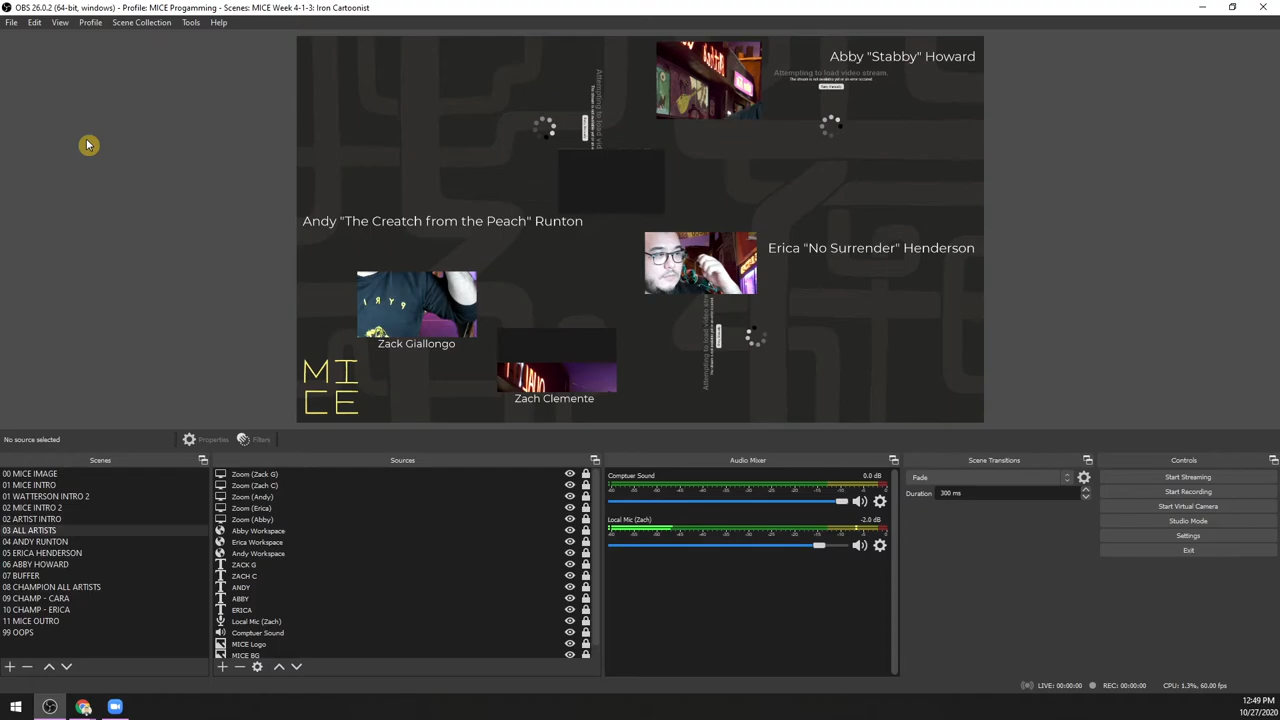 OBS 26.0.2 (64-bit, windows) - Profile: MICE Progamming - Scenes: MICE Week 4-1-3: Iron Cartoonist
File Edit View Profile Scene Collection Tools Help
Abby "Stabby" Howard
Attempting to load video stream.
Andy "The Creatch from the Peach" Runton
Erica "No Surrender" Henderson
Zack Giallongo
MI
CE
Zach Clemente
No source selected Properties Filters
Scenes Sources Audio Mixer Scene Transitions Controls
00 MICE IMAGE
01 MICE INTRO
01 WATTERSON INTRO 2
02 MICE INTRO 2
02 ARTIST INTRO
03 ALL ARTISTS
04 ANDY RUNTON
05 ERICA HENDERSON
06 ABBY HOWARD
07 BUFFER
08 CHAMPION ALL ARTISTS
09 CHAMP - CARA
10 CHAMP - ERICA
11 MICE OUTRO
99 OOPS
Zoom (Zack G)
Zoom (Zach C)
Zoom (Andy)
Zoom (Erica)
Zoom (Abby)
Abby Workspace
Erica Workspace
Andy Workspace
ZACK G
ZACH C
ANDY
ABBY
ERICA
Local Mic (Zach)
Comptuer Sound
MICE Logo
MICE BG
Comptuer Sound 0.0 dB
Local Mic (Zach) -2.0 dB
Fade
Duration 300 ms
Start Streaming
Start Recording
Start Virtual Camera
Studio Mode
Settings
Exit
LIVE: 00:00:00 REC: 00:00:00 CPU: 1.3%, 60.00 fps
12:49 PM
10/27/2020